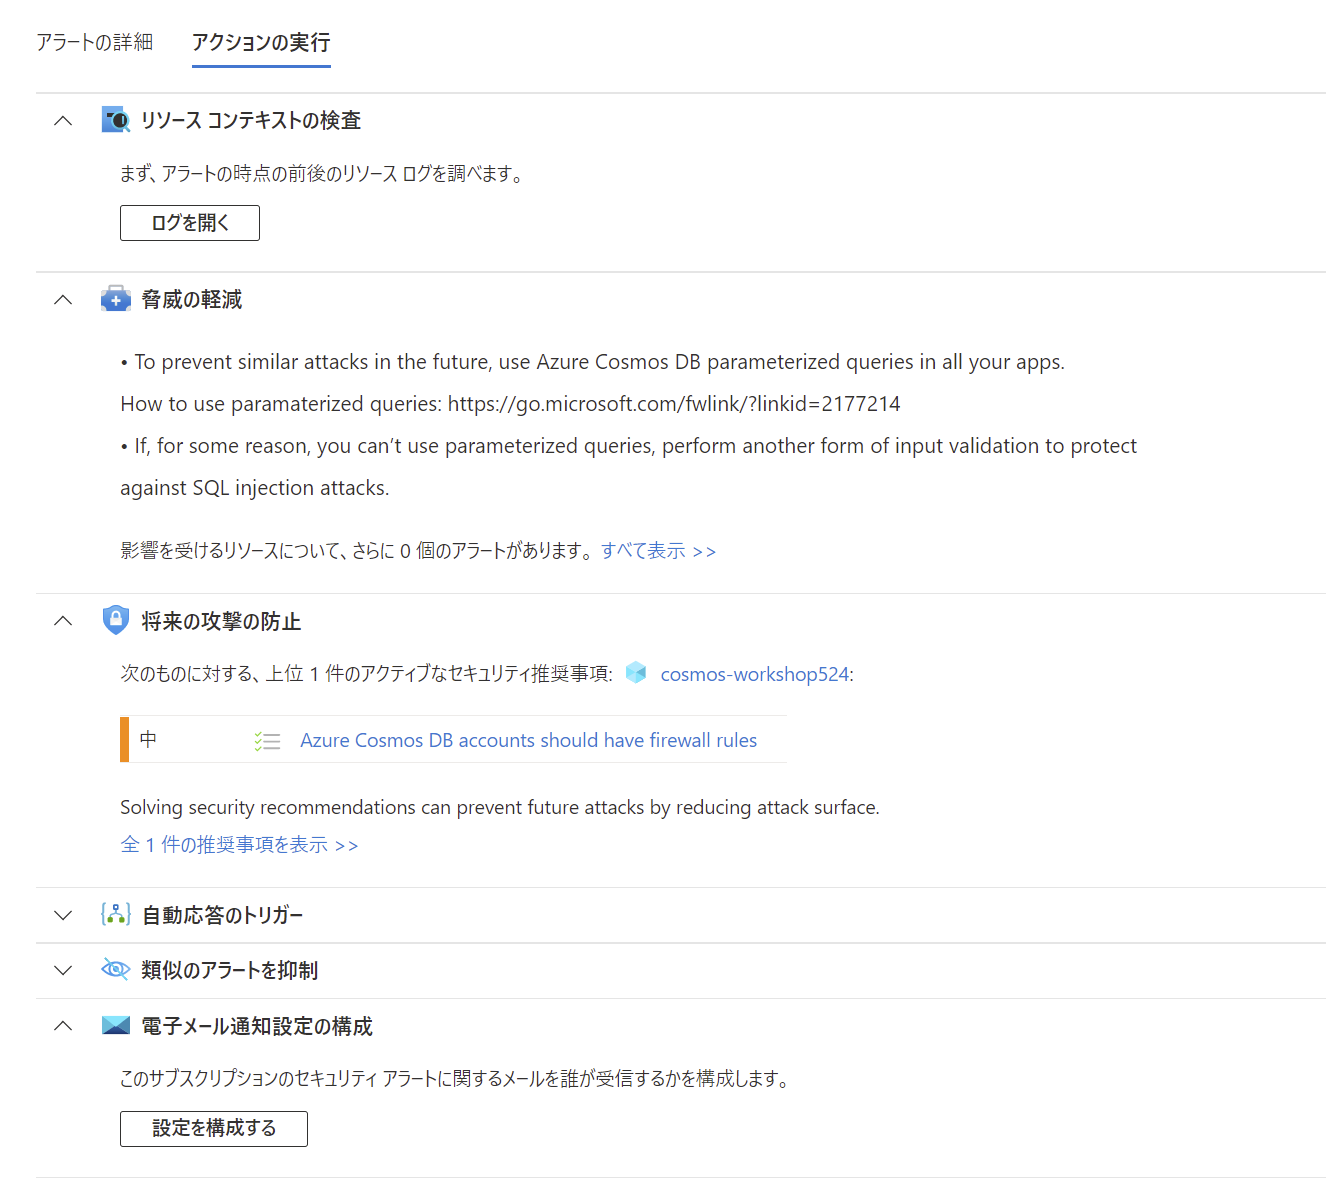 アラートの詳細 アクションの実行
リソース コンテキストの検査
まず、アラートの時点の前後のリソース ログを調べます。
ログを開く
脅威の軽減
• To prevent similar attacks in the future, use Azure Cosmos DB parameterized queries in all your apps.
How to use paramaterized queries: https://go.microsoft.com/fwlink/?linkid=2177214
• If, for some reason, you can’t use parameterized queries, perform another form of input validation to protect
against SQL injection attacks.
影響を受けるリソースについて、さらに 0 個のアラートがあります。 すべて表示 >>
将来の攻撃の防止
次のものに対する、上位 1 件のアクティブなセキュリティ推奨事項: cosmos-workshop524:
中 Azure Cosmos DB accounts should have firewall rules
Solving security recommendations can prevent future attacks by reducing attack surface.
全 1 件の推奨事項を表示 >>
自動応答のトリガー
類似のアラートを抑制
電子メール通知設定の構成
このサブスクリプションのセキュリティ アラートに関するメールを誰が受信するかを構成します。
設定を構成する